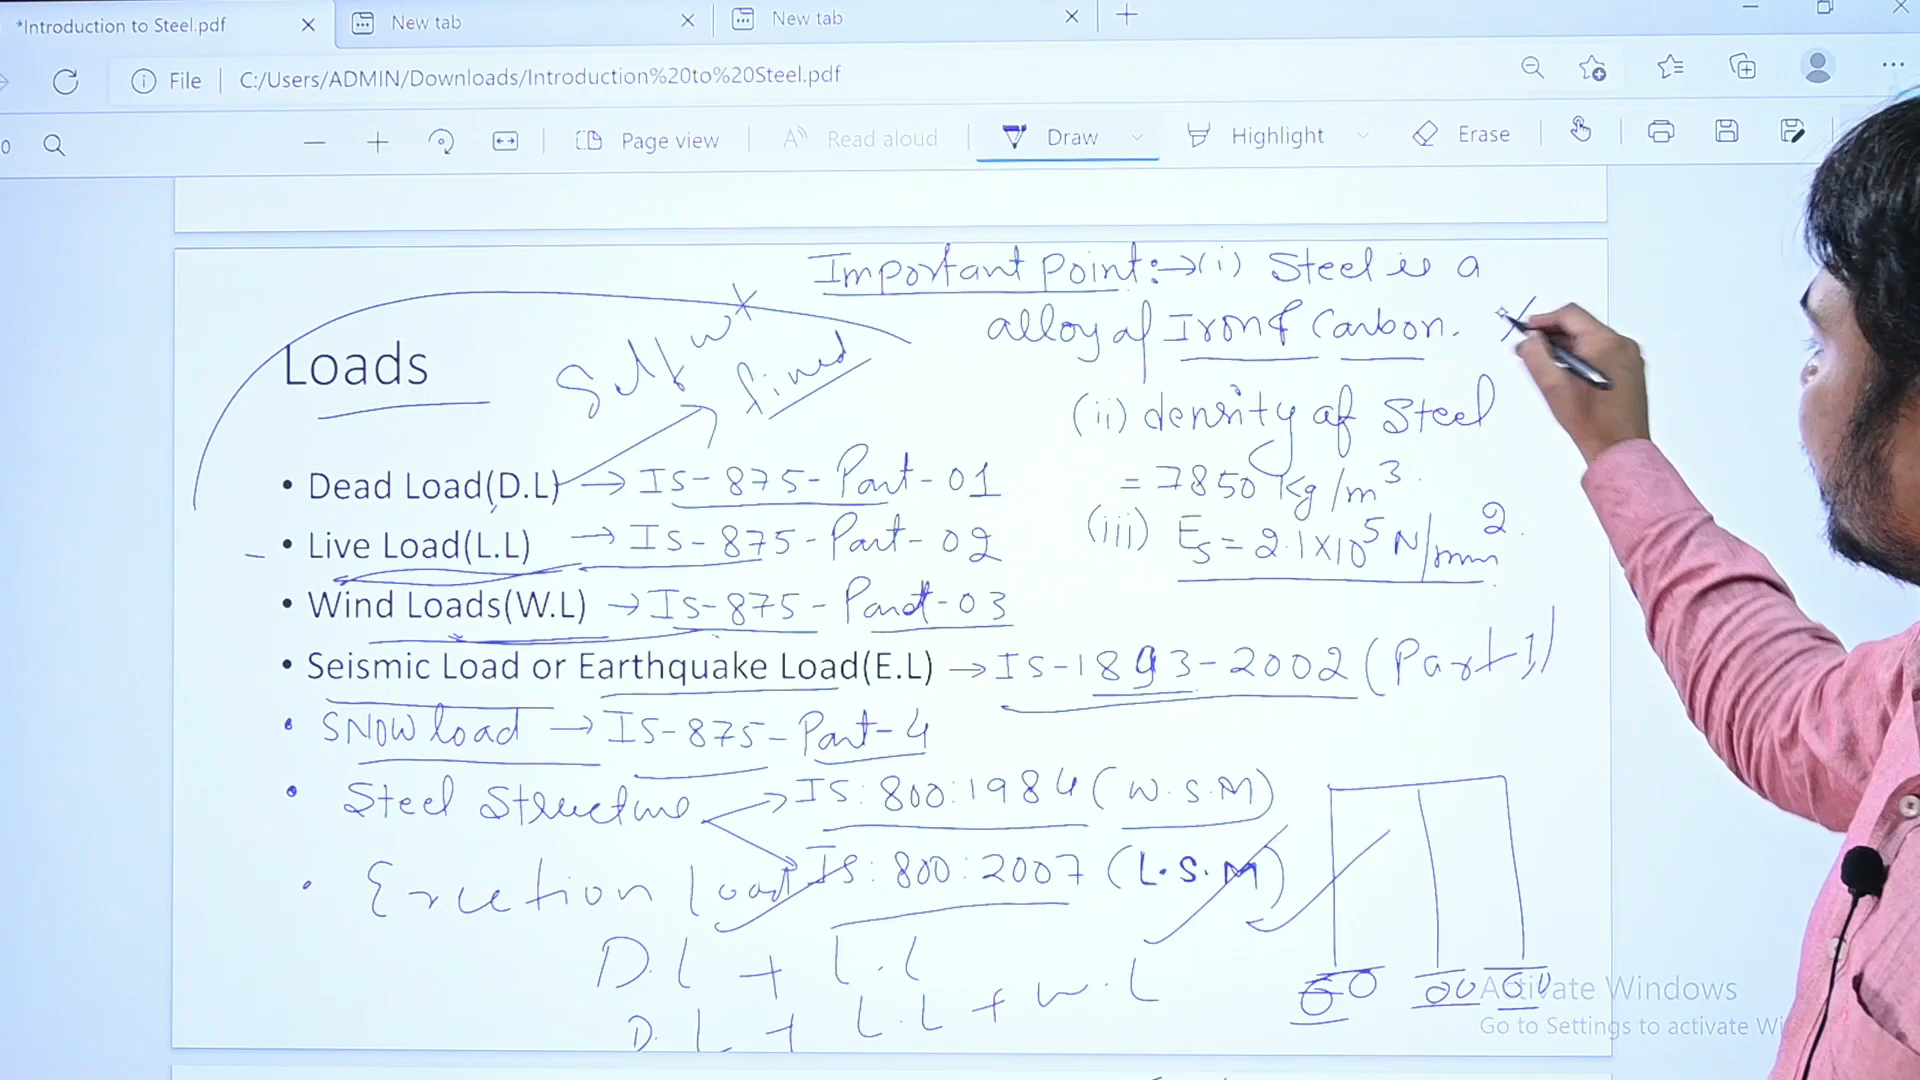 *Introduction to Steel.pdf
New tab
New tab
File
C:/Users/ADMIN/Downloads/Introduction%20to%20Steel.pdf
Page view
Read aloud
Draw
Highlight
Erase
Important Point:→(i) Steel is a
alloy of Iron & Carbon.
(ii) density of Steel
= 7850 Kg/m³
(iii) Es = 2.1×10⁵ N/mm²
Loads
Self wt
fixed
• Dead Load(D.L) → IS-875-Part-01
• Live Load(L.L) → IS-875-Part-02
• Wind Loads(W.L) → IS-875-Part-03
• Seismic Load or Earthquake Load(E.L) → IS-1893-2002 (Part 1)
• SNOW load → IS-875-Part-4
• Steel Structure → IS:800:1984 (W.S.M)
IS:800:2007 (L.S.M)
• Erection load
D.L + L.L
D.L + L.L + W.L
Activate Windows
Go to Settings to activate Wi